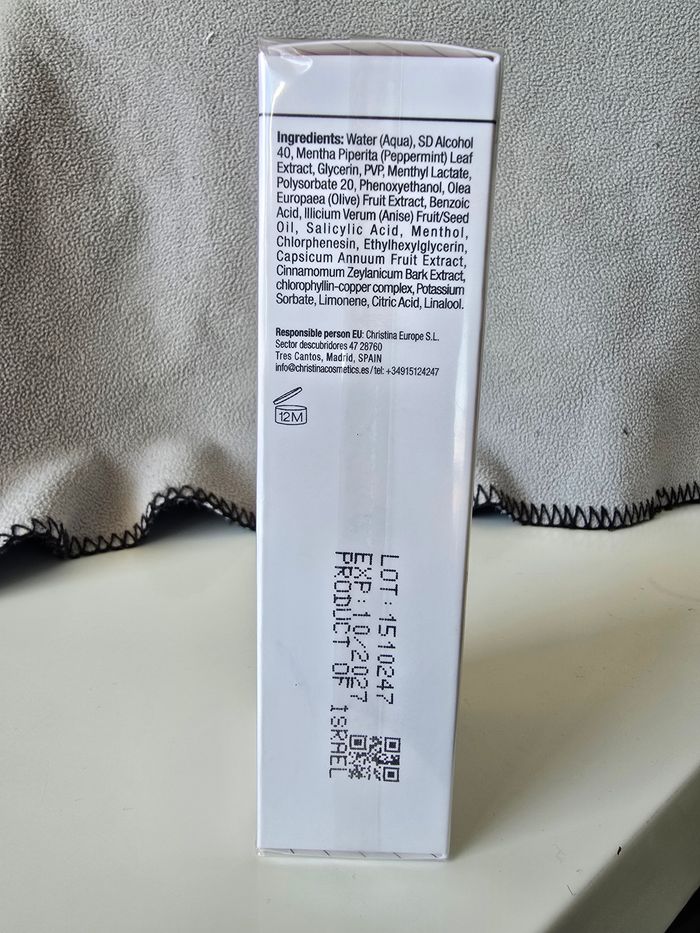 Ingredients: Water (Aqua), SD Alcohol
40, Mentha Piperita (Peppermint) Leaf
Extract, Glycerin, PVP, Menthyl Lactate,
Polysorbate 20, Phenoxyethanol, Olea
Europaea (Olive) Fruit Extract, Benzoic
Acid, Illicium Verum (Anise) Fruit/Seed
Oil, Salicylic Acid, Menthol,
Chlorphenesin, Ethylhexylglycerin,
Capsicum Annuum Fruit Extract,
Cinnamomum Zeylanicum Bark Extract,
chlorophyllin-copper complex, Potassium
Sorbate, Limonene, Citric Acid, Linalool.
Responsible person EU: Christina Europe S.L.
Sector descubridores 47 28760
Tres Cantos, Madrid, SPAIN
info@christinacosmetics.es / tel: +34915124247
12M
LOT: 1510247
EXP: 10/2027
PRODUCT OF ISRAEL